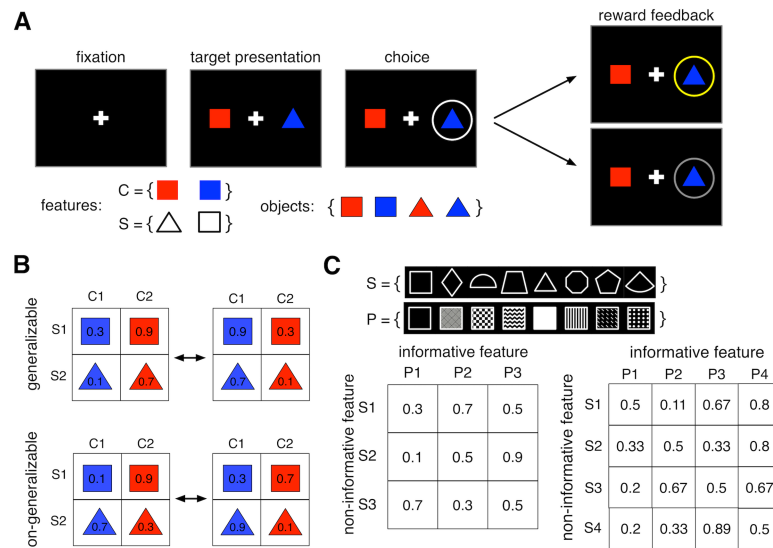 A
reward feedback
fixation
target presentation
choice
features:
C = { }
S = { }
objects: { }
B
C1 C2 C1 C2
generalizable
S1 0.3 0.9 0.9 0.3
S2 0.1 0.7 0.7 0.1
C1 C2 C1 C2
on-generalizable
S1 0.1 0.9 0.3 0.7
S2 0.7 0.3 0.9 0.1
C
S = { }
P = { }
informative feature
P1 P2 P3
non-informative feature
S1 0.3 0.7 0.5
S2 0.1 0.5 0.9
S3 0.7 0.3 0.5
informative feature
P1 P2 P3 P4
non-informative feature
S1 0.5 0.11 0.67 0.8
S2 0.33 0.5 0.33 0.8
S3 0.2 0.67 0.5 0.67
S4 0.2 0.33 0.89 0.5